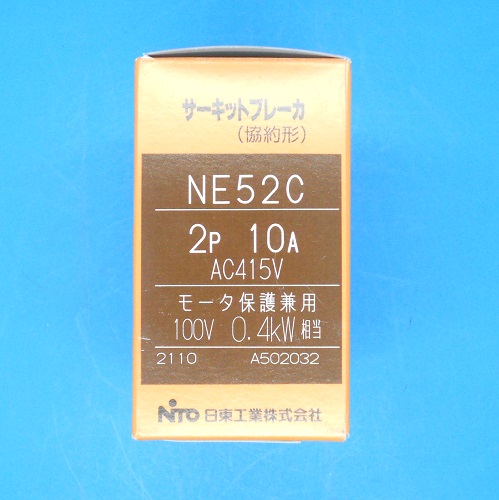 サーキットブレーカ
(協約形)
NE52C
2P 10A
AC415V
モータ保護兼用
100V 0.4kW相当
2110 A502032
NITO 日東工業株式会社